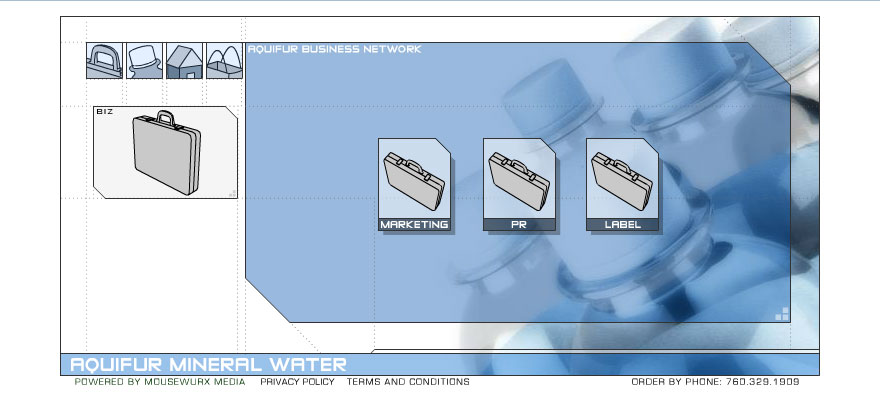 AQUIFUR BUSINESS NETWORK
BIZ
MARKETING PR LABEL
AQUIFUR MINERAL WATER
POWERED BY MOUSEWURX MEDIA PRIVACY POLICY TERMS AND CONDITIONS ORDER BY PHONE: 760.329.1909